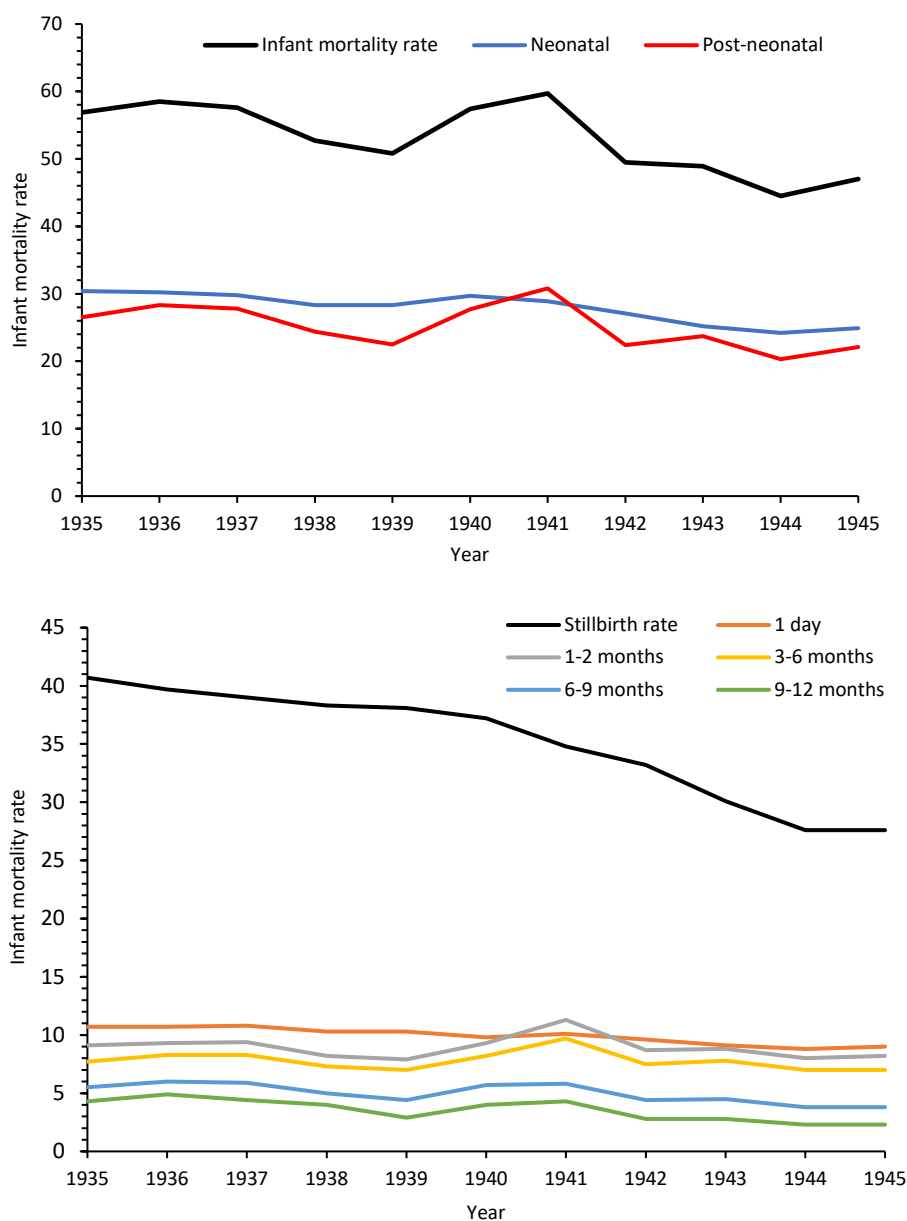 70
Infant mortality rate Neonatal Post-neonatal
60
50
40
30
20
10
0
Infant mortality rate
1935 1936 1937 1938 1939 1940 1941 1942 1943 1944 1945
Year
45
Stillbirth rate 1 day
1-2 months 3-6 months
6-9 months 9-12 months
40
35
30
25
20
15
10
5
0
Infant mortality rate
1935 1936 1937 1938 1939 1940 1941 1942 1943 1944 1945
Year